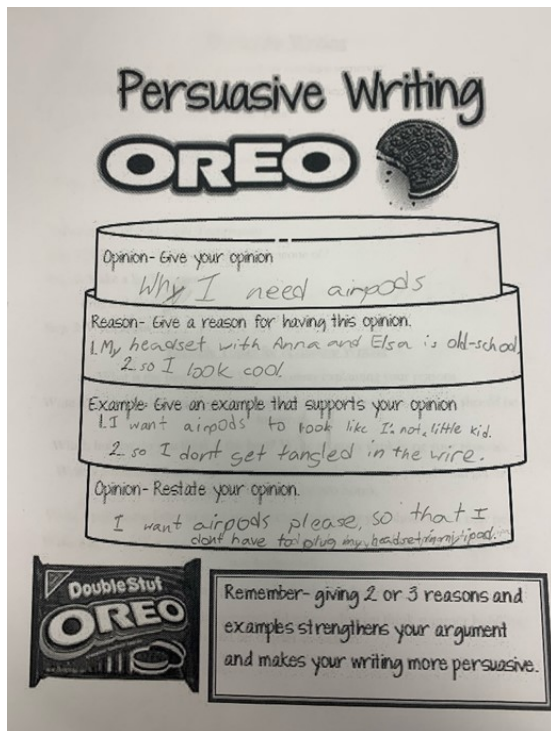 Persuasive Writing
OREO
Opinion- Give your opinion
Why I need airpods
Reason- Give a reason for having this opinion.
1. My headset with Anna and Elsa is old-school
2. so I look cool
Example- Give an example that supports your opinion
1. I want airpods to look like I'm not little kid.
2. so I dont get tangled in the wire.
Opinion- Restate your opinion.
I want airpods please, so that I
dont have to plug my headset in my ipod.
Double Stuf
OREO
Remember- giving 2 or 3 reasons and
examples strengthens your argument
and makes your writing more persuasive.